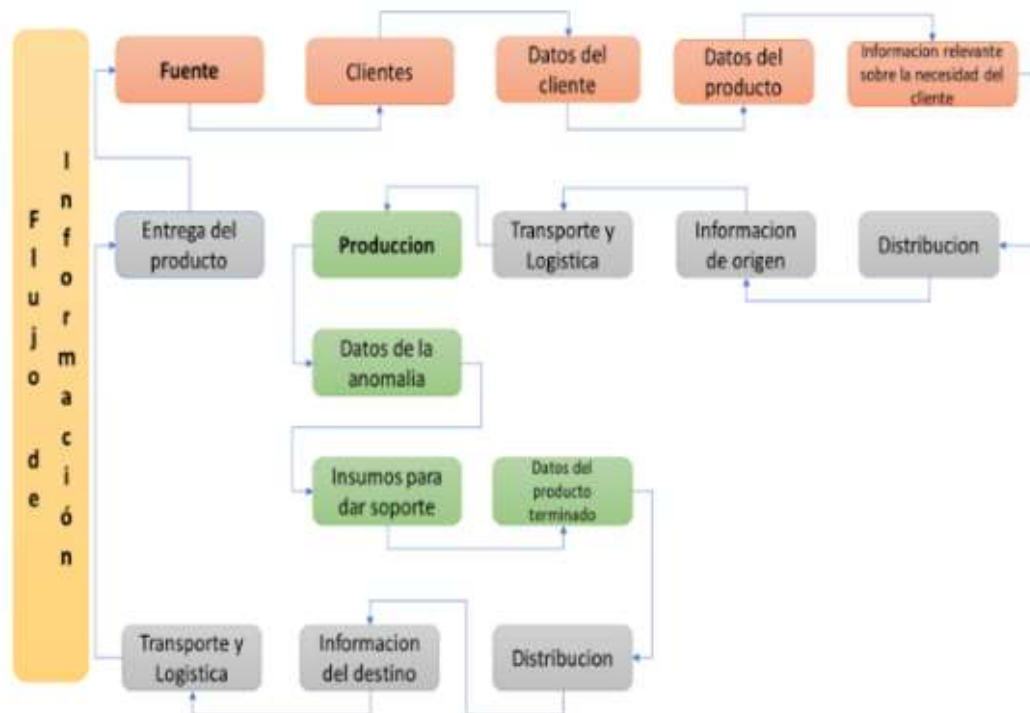 Flujo de
Información
Fuente
Clientes
Datos del
cliente
Datos del
producto
Informacion relevante
sobre la necesidad del
cliente
Entrega del
producto
Produccion
Transporte y
Logistica
Informacion
de origen
Distribucion
Datos de la
anomalia
Insumos para
dar soporte
Datos del
producto
terminado
Transporte y
Logistica
Informacion
del destino
Distribucion